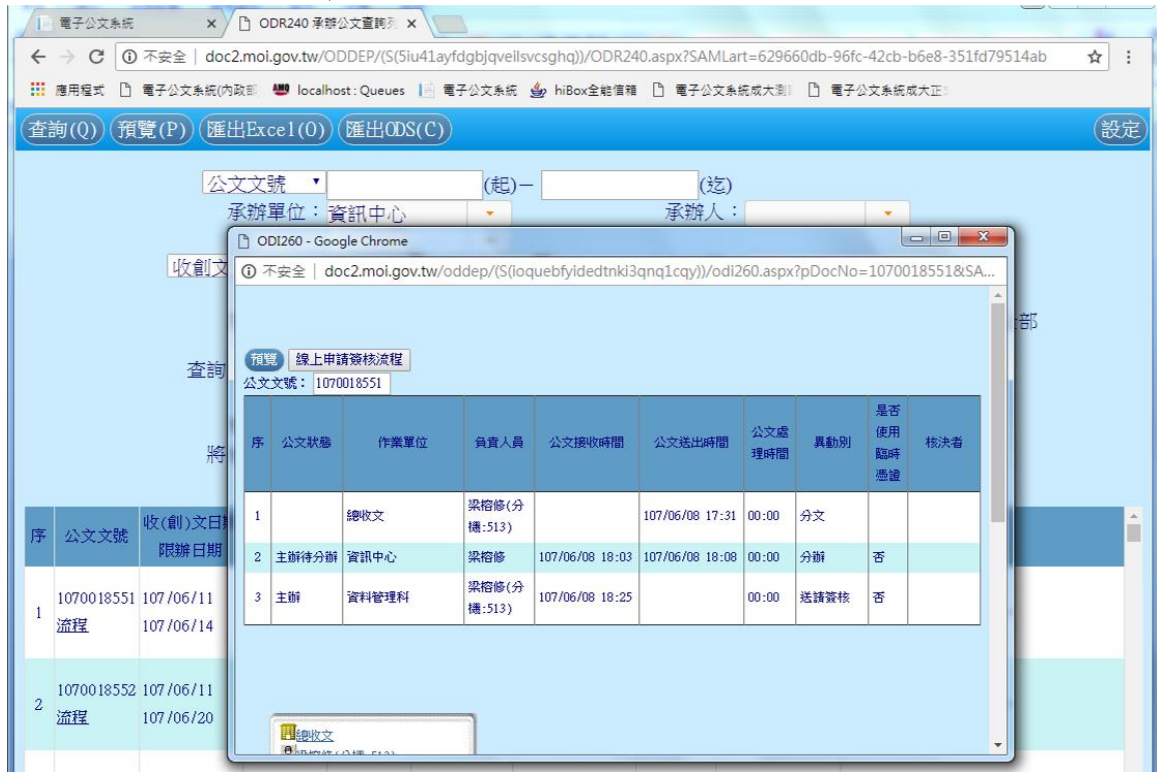 電子公文系統
ODR240 承辦公文查詢列
不安全 | doc2.moi.gov.tw/ODDEP/(S(5iu41ayfdgbjqveilsvcsghq))/ODR240.aspx?SAMLart=629660db-96fc-42cb-b6e8-351fd79514ab
應用程式 電子公文系統(內政部 localhost: Queues 電子公文系統 hiBox全能信箱 電子公文系統成大測 電子公文系統成大正
查詢(Q) 預覽(P) 匯出Excel(O) 匯出ODS(C) 設定
公文文號 (起)- (迄)
承辦單位：資訊中心 承辦人：
收創文
ODI260 - Google Chrome
不安全 | doc2.moi.gov.tw/oddep/(S(ioquebfyidedtnki3qnq1cqy))/odi260.aspx?pDocNo=1070018551&SA...
部
查詢
將
預覽 線上申請簽核流程
公文文號： 1070018551
序 公文狀態 作業單位 負責人員 公文接收時間 公文送出時間 公文處理時間 異動別 是否使用臨時憑證 核決者
1 總收文 梁榕修(分機:513) 107/06/08 17:31 00:00 分文
2 主辦待分辦 資訊中心 梁榕修 107/06/08 18:03 107/06/08 18:08 00:00 分辦 否
3 主辦 資料管理科 梁榕修(分機:513) 107/06/08 18:25 00:00 送請簽核 否
總收文
序 公文文號 收(創)文日期
限辦日期
1 1070018551 107/06/11
流程 107/06/14
2 1070018552 107/06/11
流程 107/06/20